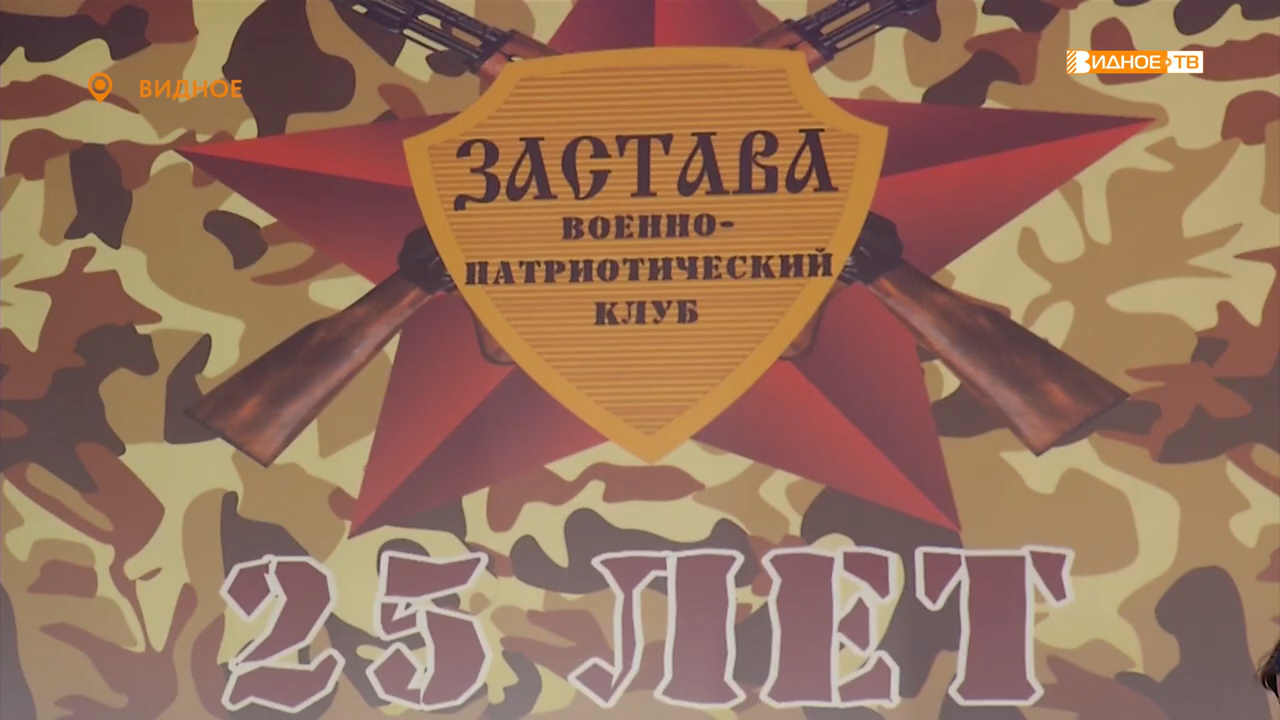 ВИДНОЕ
ВИДНОЕ ТВ
ЗАСТАВА
ВОЕННО-
ПАТРИОТИЧЕСКИЙ
КЛУБ
25 ЛЕТ